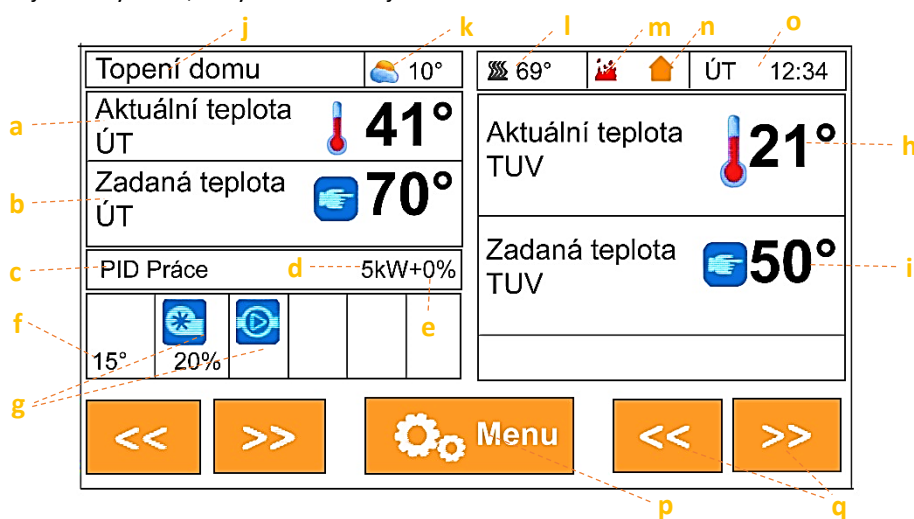 j k l m n o
Topení domu 10° 69° ÚT 12:34
a Aktuální teplota
ÚT 41°
b Zadaná teplota
ÚT 70°
c PID Práce d 5kW+0%
e
f 15° 20%
g
Aktuální teplota
TUV 21° h
Zadaná teplota
TUV 50° i
<< >> Menu << >>
p q